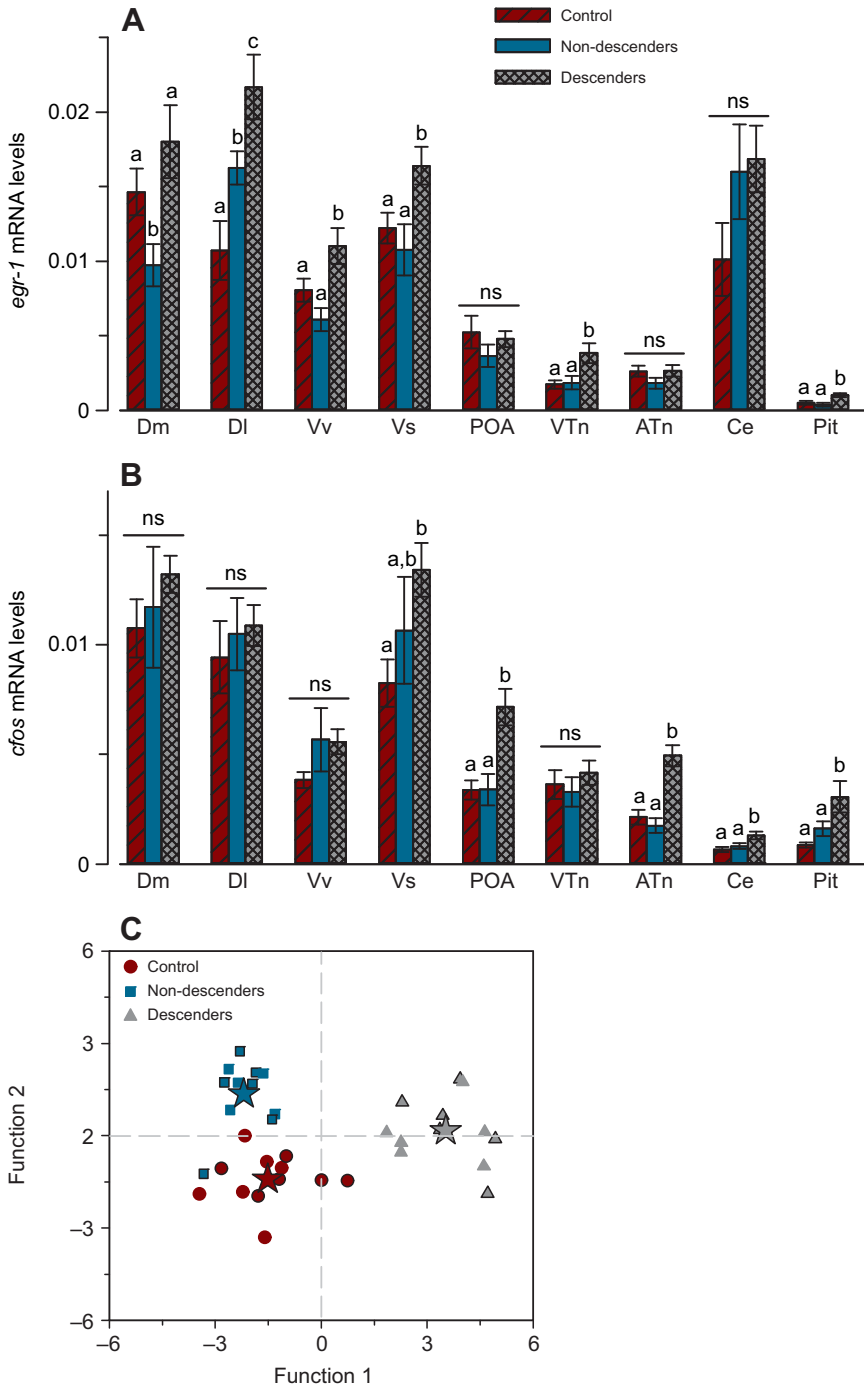 A
Control
Non-descenders
Descenders
egr-1 mRNA levels
0.02
0.01
0
a b a
a b c
a a b
a a b
ns
a a b
ns
ns
a a b
Dm Dl Vv Vs POA VTn ATn Ce Pit
B
cfos mRNA levels
0.01
0
ns
ns
ns
a a,b b
a a b
ns
a a b
a a b
a a b
Dm Dl Vv Vs POA VTn ATn Ce Pit
C
Control
Non-descenders
Descenders
Function 2
6
3
2
–3
–6
–6 –3 0 3 6
Function 1